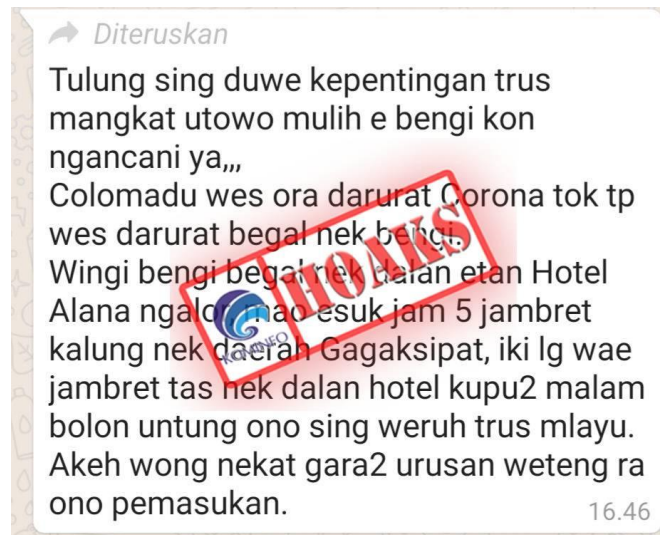 Diteruskan
Tulung sing duwe kepentingan trus
mangkat utowo mulih e bengi kon
ngancani ya,,,
Colomadu wes ora darurat Corona tok tp
wes darurat begal nek bengi.
Wingi bengi begal nek dalan etan Hotel
Alana ngalor mao esuk jam 5 jambret
kalung nek daerah Gagaksipat, iki lg wae
jambret tas nek dalan hotel kupu2 malam
bolon untung ono sing weruh trus mlayu.
Akeh wong nekat gara2 urusan weteng ra
ono pemasukan.
16.46
HOAKS
KOMINFO